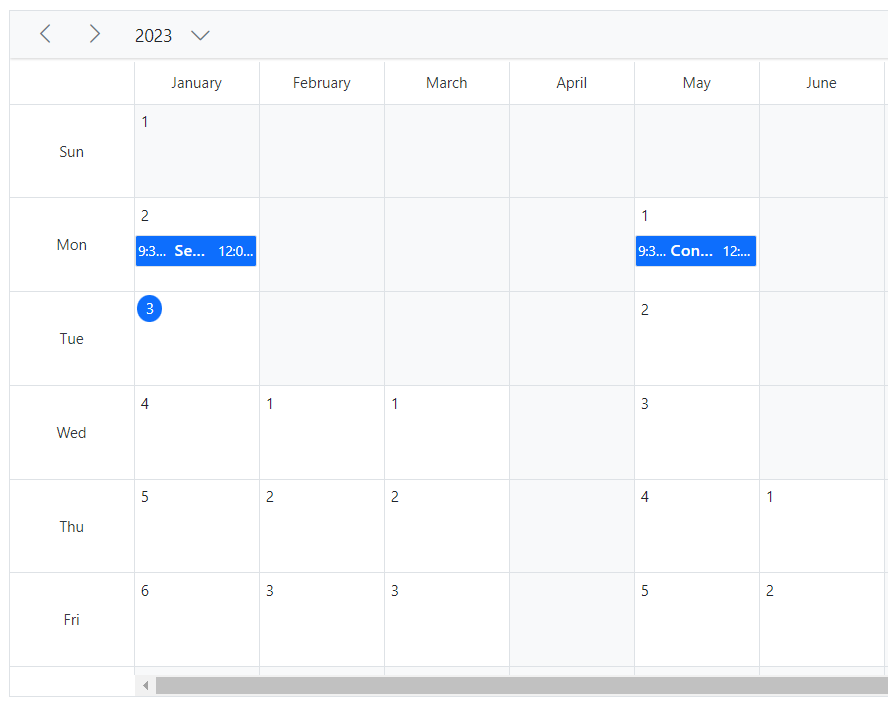 2023
January February March April May June
1
Sun
2 1
Mon 9:3... Se... 12:0... 9:3... Con... 12:...
3 2
Tue
4 1 1 3
Wed
5 2 2 4 1
Thu
6 3 3 5 2
Fri